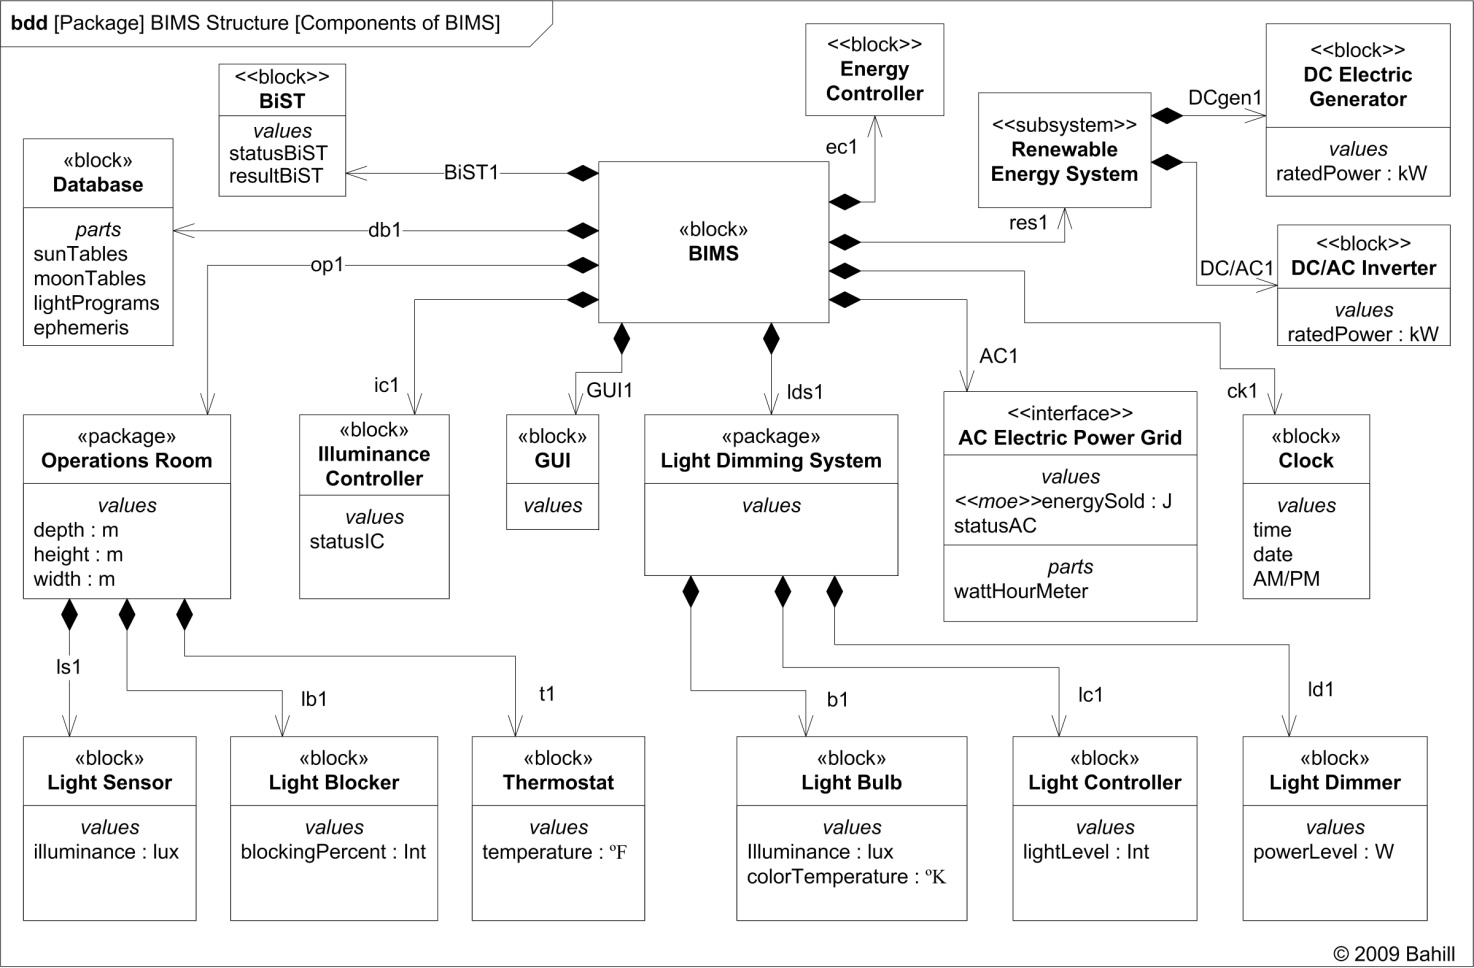 bdd [Package] BIMS Structure [Components of BIMS]
<<block>>
BiST
values
statusBiST
resultBiST
<<block>>
Energy
Controller
<<block>>
DC Electric
Generator
values
ratedPower : kW
<<subsystem>>
Renewable
Energy System
DCgen1
DC/AC1
<<block>>
DC/AC Inverter
values
ratedPower : kW
«block»
Database
parts
sunTables
moonTables
lightPrograms
ephemeris
«block»
BIMS
BiST1
db1
op1
ic1
GUI1
lds1
ec1
res1
AC1
ck1
«package»
Operations Room
values
depth : m
height : m
width : m
«block»
Illuminance
Controller
values
statusIC
«block»
GUI
values
«package»
Light Dimming System
values
<<interface>>
AC Electric Power Grid
values
<<moe>>energySold : J
statusAC
parts
wattHourMeter
«block»
Clock
values
time
date
AM/PM
ls1
lb1
t1
b1
lc1
ld1
«block»
Light Sensor
values
illuminance : lux
«block»
Light Blocker
values
blockingPercent : Int
«block»
Thermostat
values
temperature : ºF
«block»
Light Bulb
values
Illuminance : lux
colorTemperature : ºK
«block»
Light Controller
values
lightLevel : Int
«block»
Light Dimmer
values
powerLevel : W
© 2009 Bahill